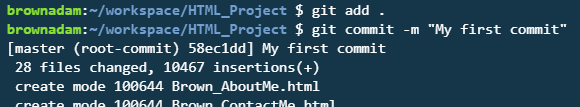 brownadam:~/workspace/HTML_Project $ git add .
brownadam:~/workspace/HTML_Project $ git commit -m "My first commit"
[master (root-commit) 58ec1dd] My first commit
 28 files changed, 10467 insertions(+)
 create mode 100644 Brown_AboutMe.html
 create mode 100644 Brown_ContactMe.html